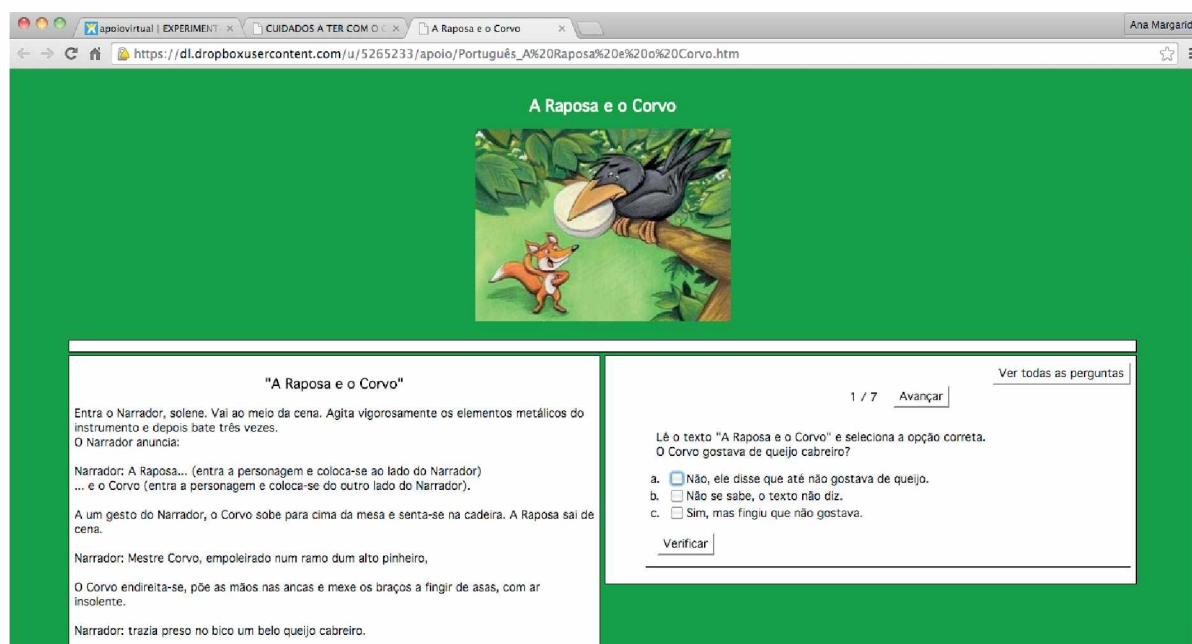 apoiovirtual | EXPERIMENT
CUIDADOS A TER COM O C
A Raposa e o Corvo
Ana Margarid
https://dl.dropboxusercontent.com/u/5265233/apoio/Português_A%20Raposa%20e%20o%20Corvo.htm
A Raposa e o Corvo
"A Raposa e o Corvo"
Entra o Narrador, solene. Vai ao meio da cena. Agita vigorosamente os elementos metálicos do
instrumento e depois bate três vezes.
O Narrador anuncia:
Narrador: A Raposa... (entra a personagem e coloca-se ao lado do Narrador)
... e o Corvo (entra a personagem e coloca-se do outro lado do Narrador).
A um gesto do Narrador, o Corvo sobe para cima da mesa e senta-se na cadeira. A Raposa sai de
cena.
Narrador: Mestre Corvo, empoleirado num ramo dum alto pinheiro,
O Corvo endireita-se, põe as mãos nas ancas e mexe os braços a fingir de asas, com ar
insolente.
Narrador: trazia preso no bico um belo queijo cabreiro.
Ver todas as perguntas
1 / 7 Avançar
Lê o texto "A Raposa e o Corvo" e seleciona a opção correta.
O Corvo gostava de queijo cabreiro?
a. Não, ele disse que até não gostava de queijo.
b. Não se sabe, o texto não diz.
c. Sim, mas fingiu que não gostava.
Verificar